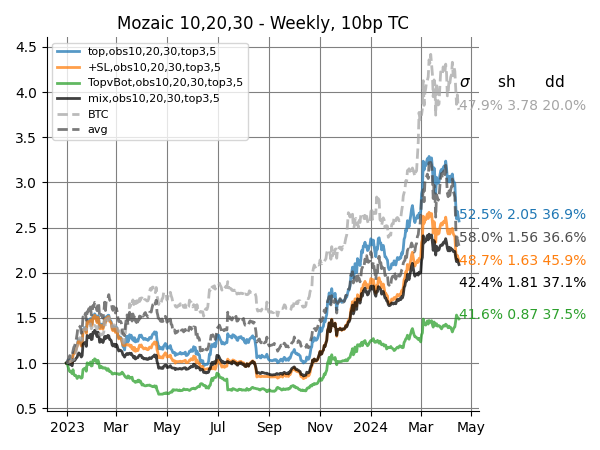 Mozaic 10,20,30 - Weekly, 10bp TC
4.5
4.0
3.5
3.0
2.5
2.0
1.5
1.0
0.5
top,obs10,20,30,top3,5
+SL,obs10,20,30,top3,5
TopvBot,obs10,20,30,top3,5
mix,obs10,20,30,top3,5
BTC
avg
σ sh dd
47.9% 3.78 20.0%
52.5% 2.05 36.9%
58.0% 1.56 36.6%
48.7% 1.63 45.9%
42.4% 1.81 37.1%
41.6% 0.87 37.5%
2023 Mar May Jul Sep Nov 2024 Mar May